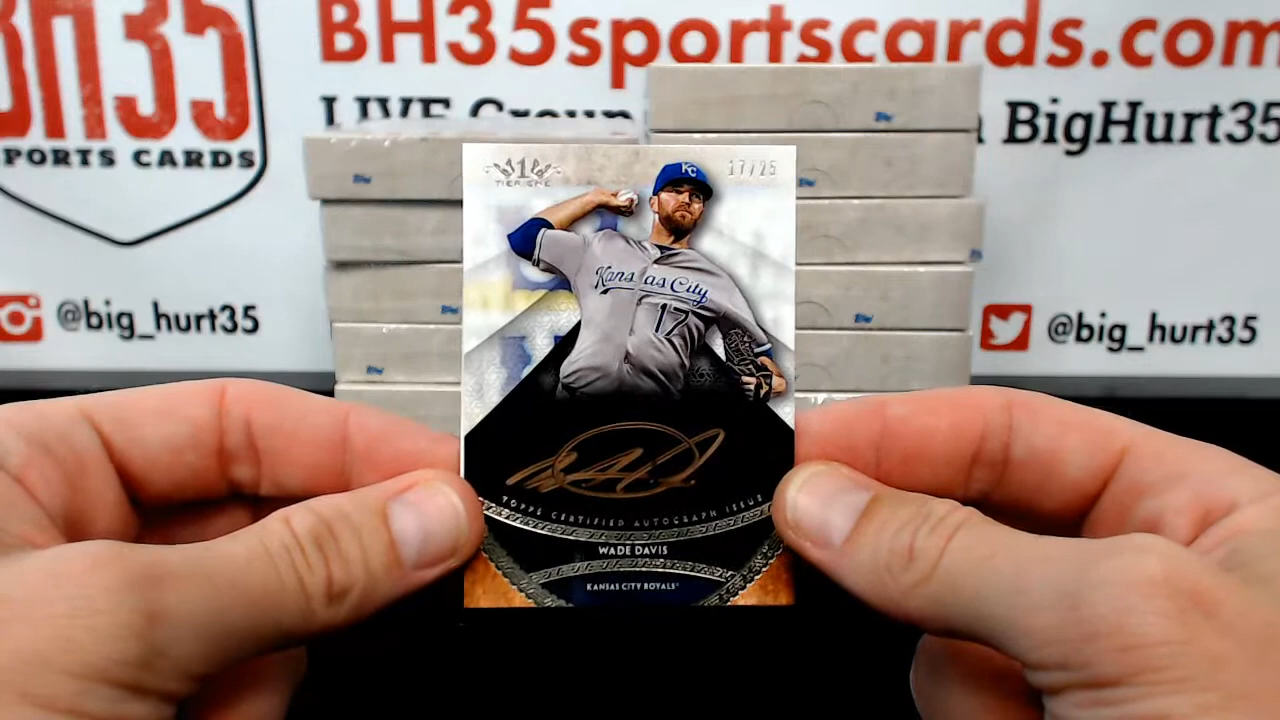 BH35
SPORTS CARDS
BH35sportscards.com
LIVE Group
BigHurt35
@big_hurt35
@big_hurt35
1
TIER ONE
17/25
KC
Kansas City
17
TOPPS CERTIFIED AUTOGRAPH ISSUE
WADE DAVIS
KANSAS CITY ROYALS